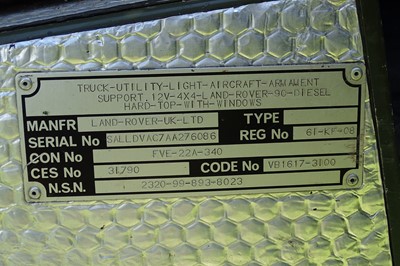 TRUCK-UTILITY-LIGHT-AIRCRAFT-ARMAMENT
SUPPORT. 12V-4X4-LAND-ROVER-90-DIESEL
HARD-TOP-WITH-WINDOWS
MANFR LAND-ROVER-UK-LTD TYPE
SERIAL No SALLDVAC7AA276086 REG No 61-KF-08
CON No FVE-22A-340
CES No 31790 CODE No VB1617-3100
N.S.N. 2320-99-893-8023